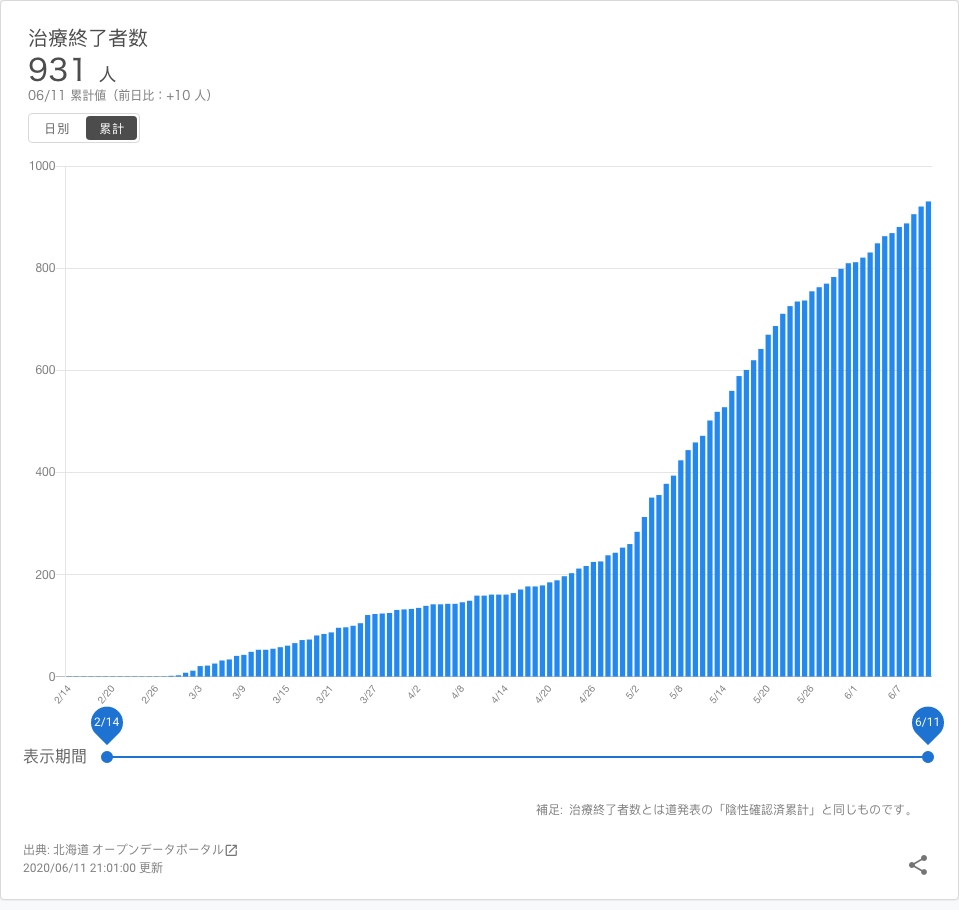 治療終了者数
931 人
06/11 累計値（前日比：+10 人）
日別 累計
1000
800
600
400
200
0
2/14 2/20 2/26 3/3 3/9 3/15 3/21 3/27 4/2 4/8 4/14 4/20 4/26 5/2 5/8 5/14 5/20 5/26 6/1 6/7
2/14 6/11
表示期間
補足: 治療終了者数とは道発表の「陰性確認済累計」と同じものです。
出典: 北海道 オープンデータポータル
2020/06/11 21:01:00 更新